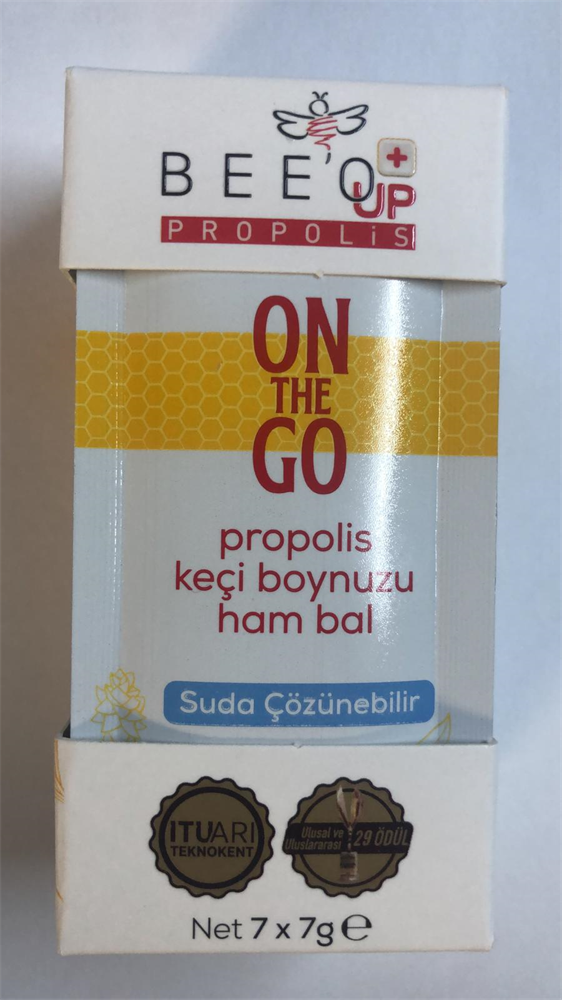 BEE'O+
UP
PROPOLiS
ON
THE
GO
propolis
keçi boynuzu
ham bal
Suda Çözünebilir
İTÜARI
TEKNOKENT
Ulusal ve
Uluslararası
29 ÖDÜL
Net 7 x 7g ℮